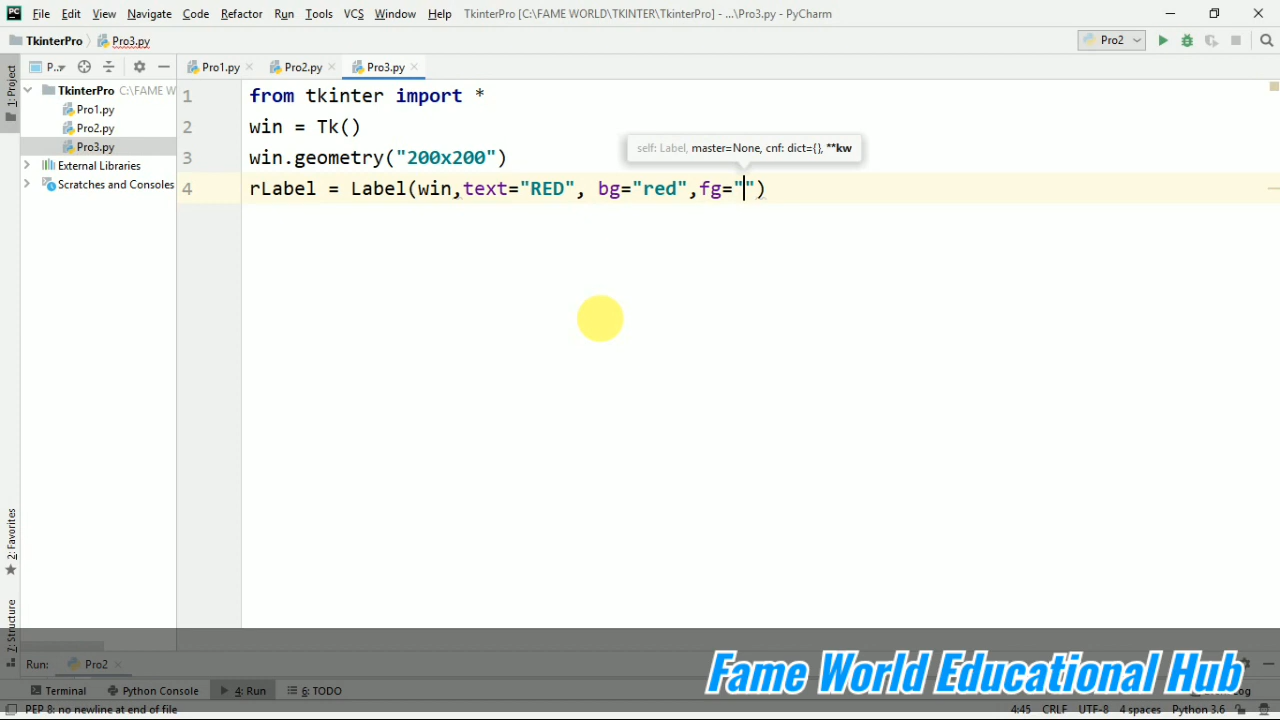 File Edit View Navigate Code Refactor Run Tools VCS Window Help TkinterPro [C:\FAME WORLD\TKINTER\TkinterPro] - ...\Pro3.py - PyCharm
TkinterPro Pro3.py Pro2
1: Project P... Pro1.py Pro2.py Pro3.py
TkinterPro C:\FAME W
Pro1.py
Pro2.py
Pro3.py
External Libraries
Scratches and Consoles
1 from tkinter import *
2 win = Tk()
self: Label, master=None, cnf: dict={}, **kw
3 win.geometry("200x200")
4 rLabel = Label(win,text="RED", bg="red",fg="")
2: Favorites
Z: Structure
Run: Pro2
Fame World Educational Hub
Terminal Python Console 4: Run 6: TODO Log
PEP 8: no newline at end of file 4:45 CRLF UTF-8 4 spaces Python 3.6